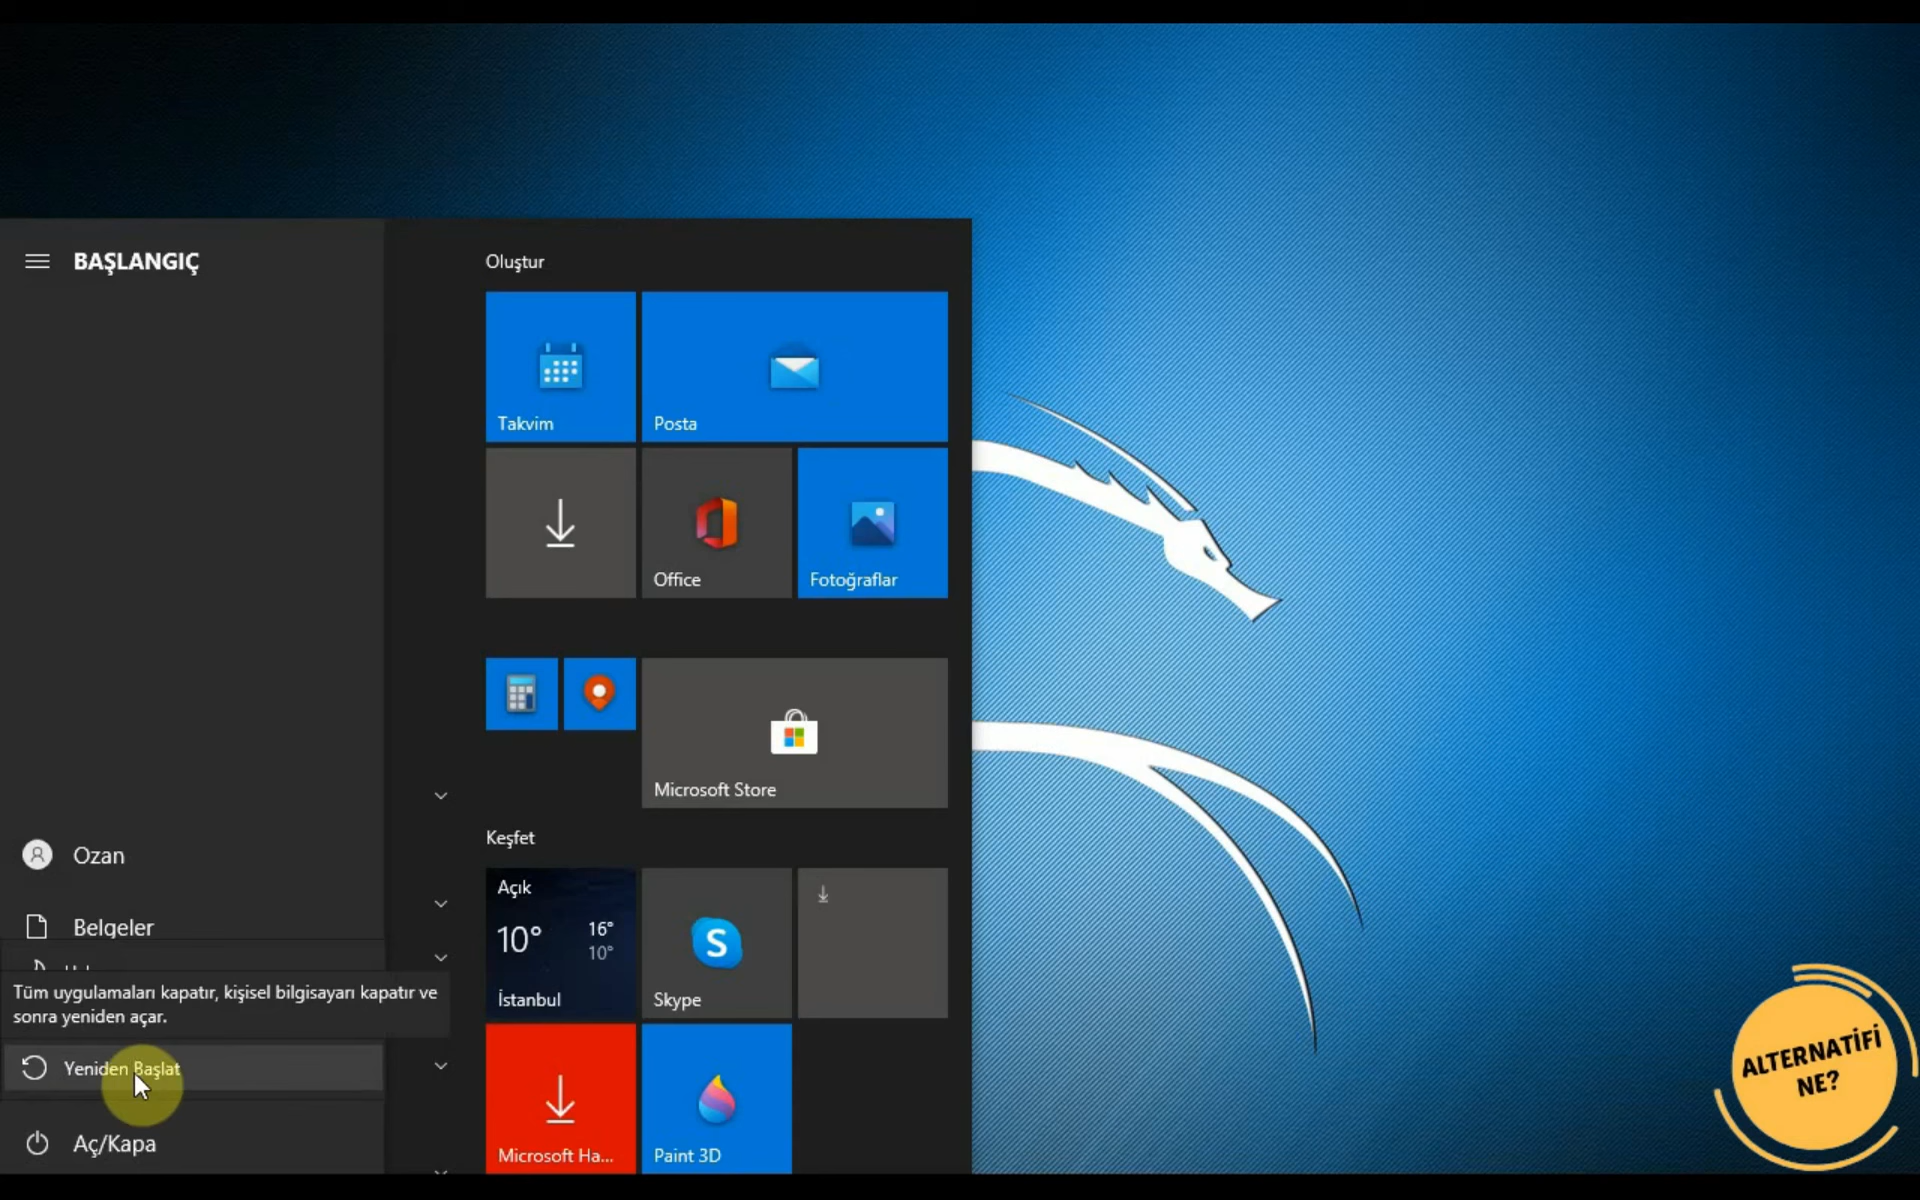 BAŞLANGIÇ
Ozan
Belgeler
Tüm uygulamaları kapatır, kişisel bilgisayarı kapatır ve
sonra yeniden açar.
Yeniden Başlat
Aç/Kapa
Oluştur
Takvim
Posta
Office
Fotoğraflar
Microsoft Store
Keşfet
Açık
10° 16°
10°
İstanbul
Skype
Microsoft Ha...
Paint 3D
ALTERNATİFİ
NE?